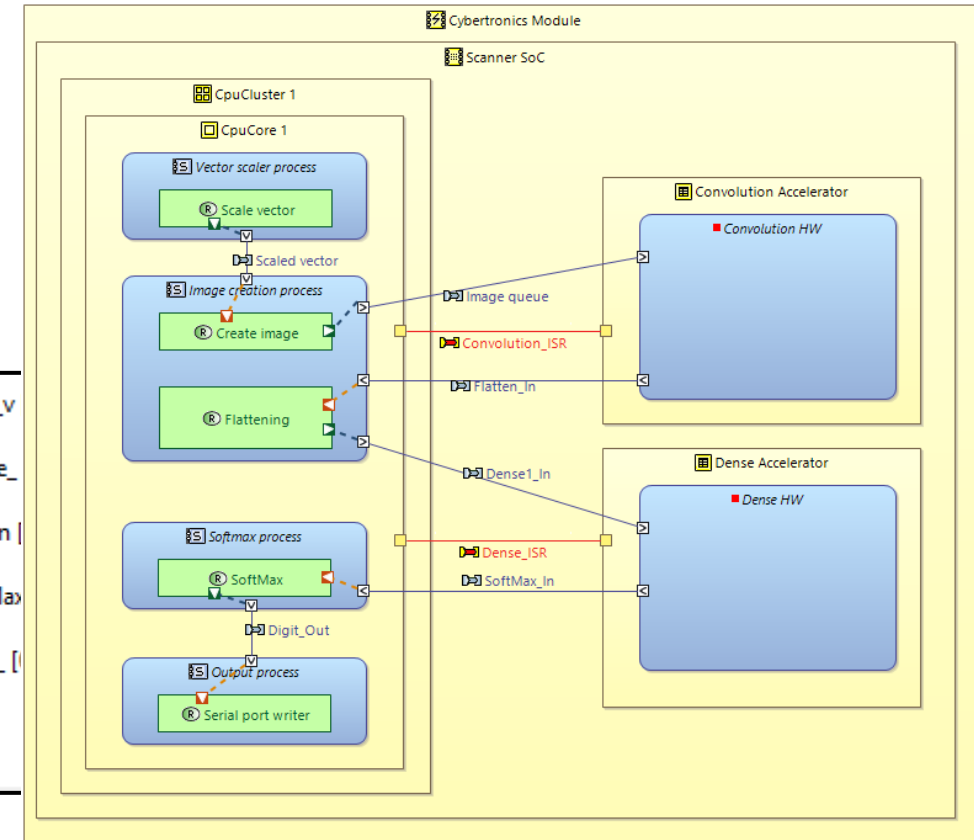 Cybertronics Module
Scanner SoC
CpuCluster 1
CpuCore 1
S Vector scaler process
R Scale vector
Scaled vector
S Image creation process
R Create image
R Flattening
Image queue
Convolution_ISR
Flatten_In
Dense1_In
Convolution Accelerator
Convolution HW
Dense Accelerator
Dense HW
S Softmax process
R SoftMax
Dense_ISR
SoftMax_In
Digit_Out
S Output process
R Serial port writer
_v
e_
n [
_ [